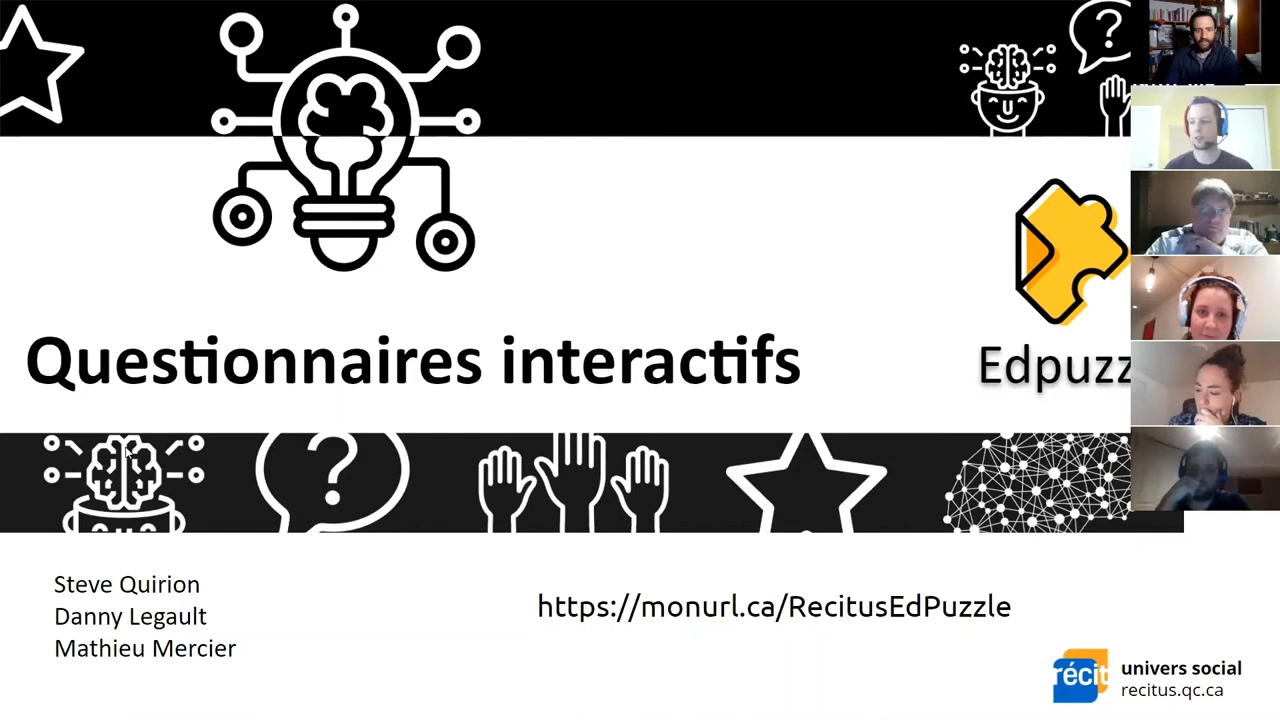 Questionnaires interactifs
Edpuzz
Steve Quirion
Danny Legault
Mathieu Mercier
https://monurl.ca/RecitusEdPuzzle
récit
univers social
recitus.qc.ca